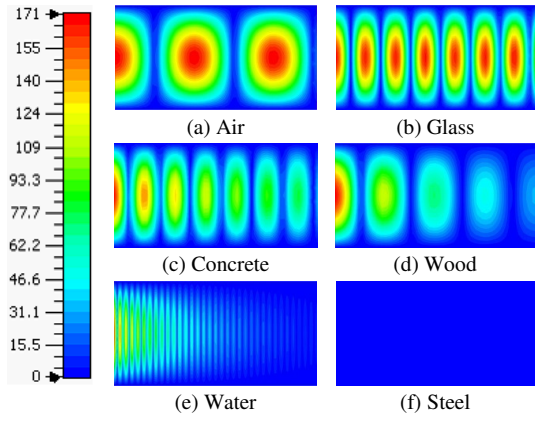 171
155
140
124
109
93.3
77.7
62.2
46.6
31.1
15.5
0
(a) Air
(b) Glass
(c) Concrete
(d) Wood
(e) Water
(f) Steel